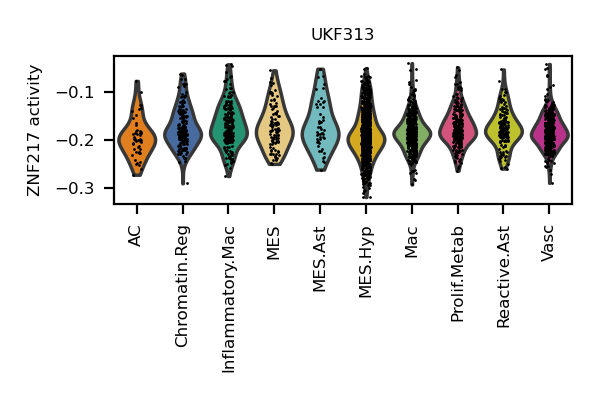 UKF313
ZNF217 activity
−0.1
−0.2
−0.3
AC
Chromatin.Reg
Inflammatory.Mac
MES
MES.Ast
MES.Hyp
Mac
Prolif.Metab
Reactive.Ast
Vasc